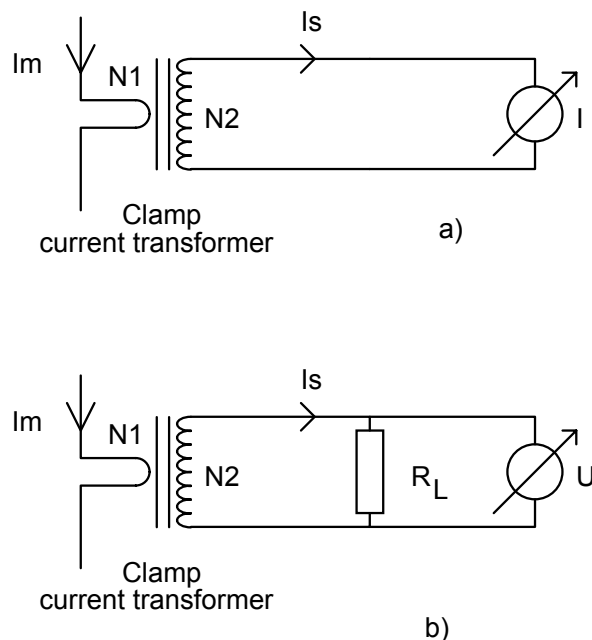 Is
Im
N1
N2
I
Clamp
current transformer
a)
Is
Im
N1
N2
RL
U
Clamp
current transformer
b)